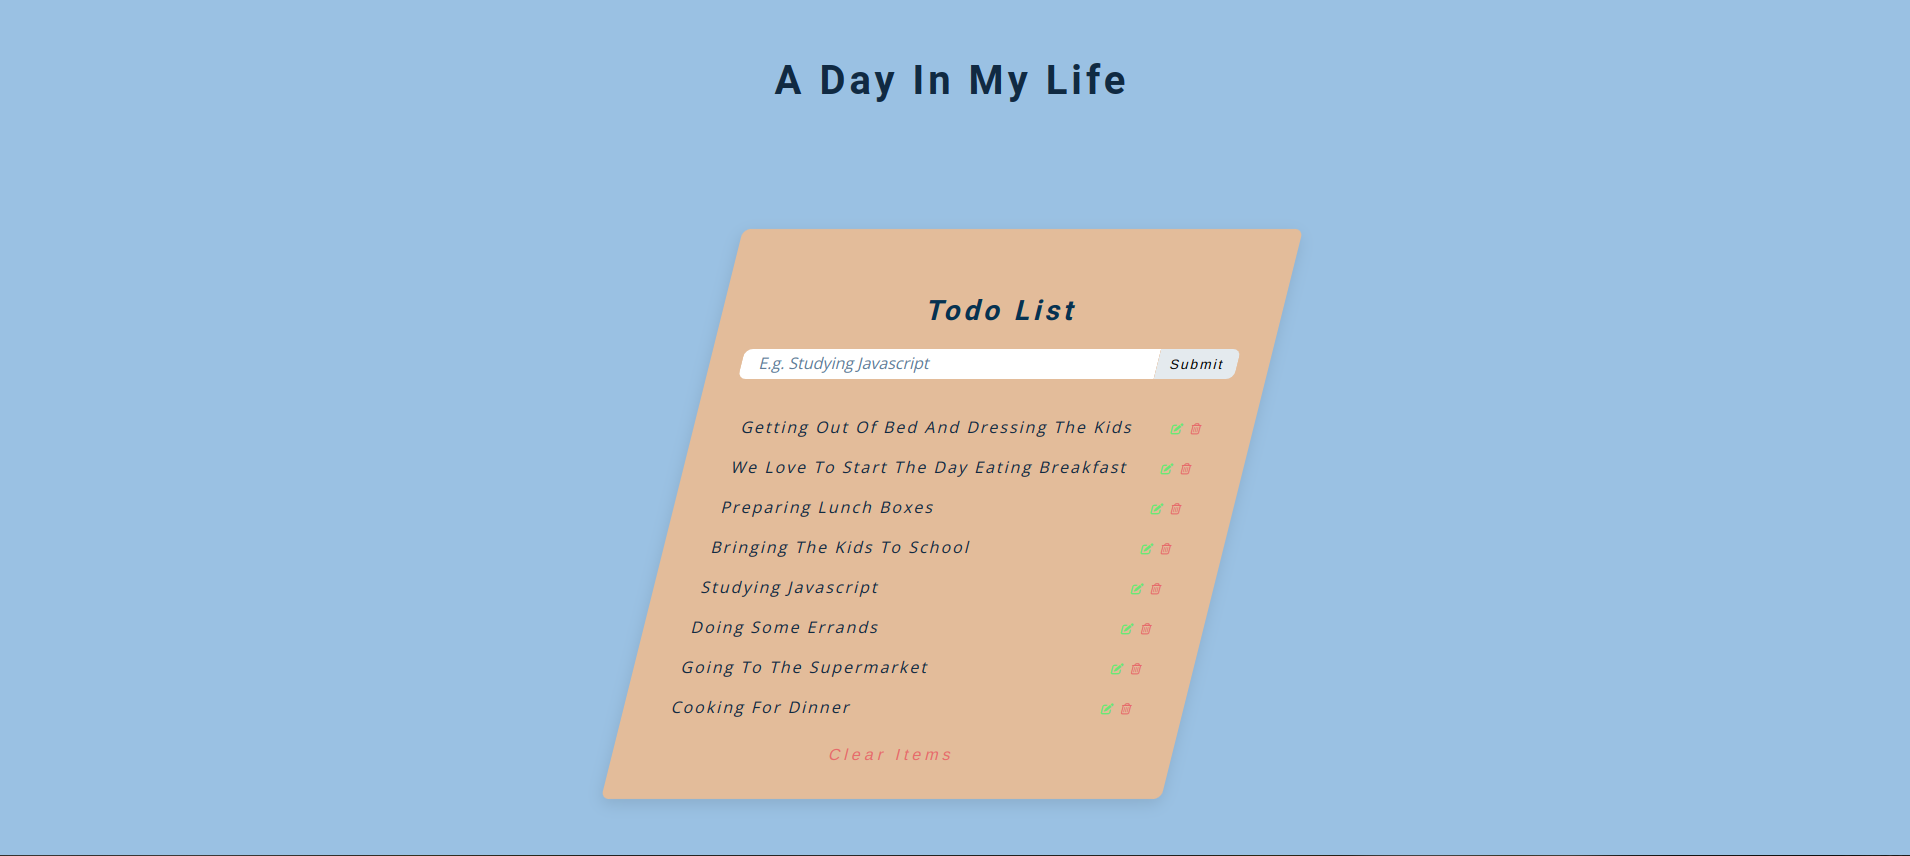 A Day In My Life
Todo List
E.g. Studying Javascript
Submit
Getting Out Of Bed And Dressing The Kids
We Love To Start The Day Eating Breakfast
Preparing Lunch Boxes
Bringing The Kids To School
Studying Javascript
Doing Some Errands
Going To The Supermarket
Cooking For Dinner
Clear Items